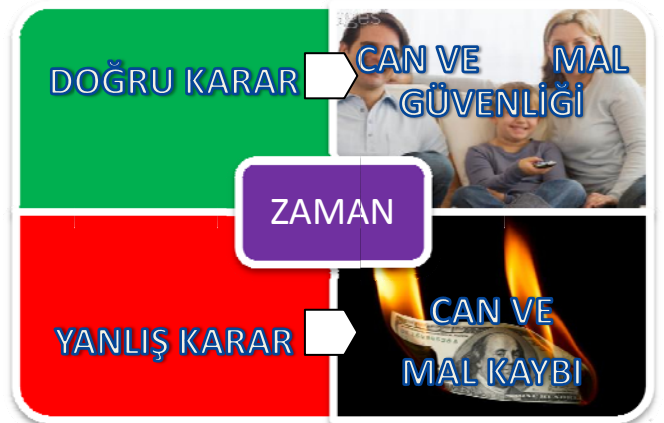 DOĞRU KARAR
CAN VE MAL
GÜVENLİĞİ
ZAMAN
YANLIŞ KARAR
CAN VE
MAL KAYBI